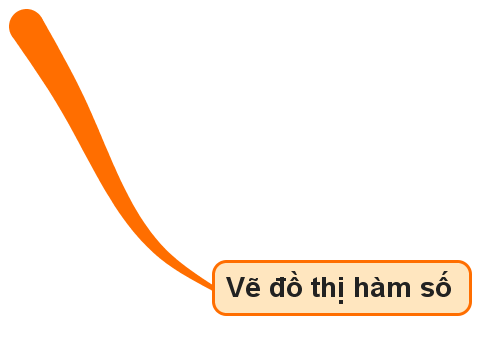 Vẽ đồ thị hàm số